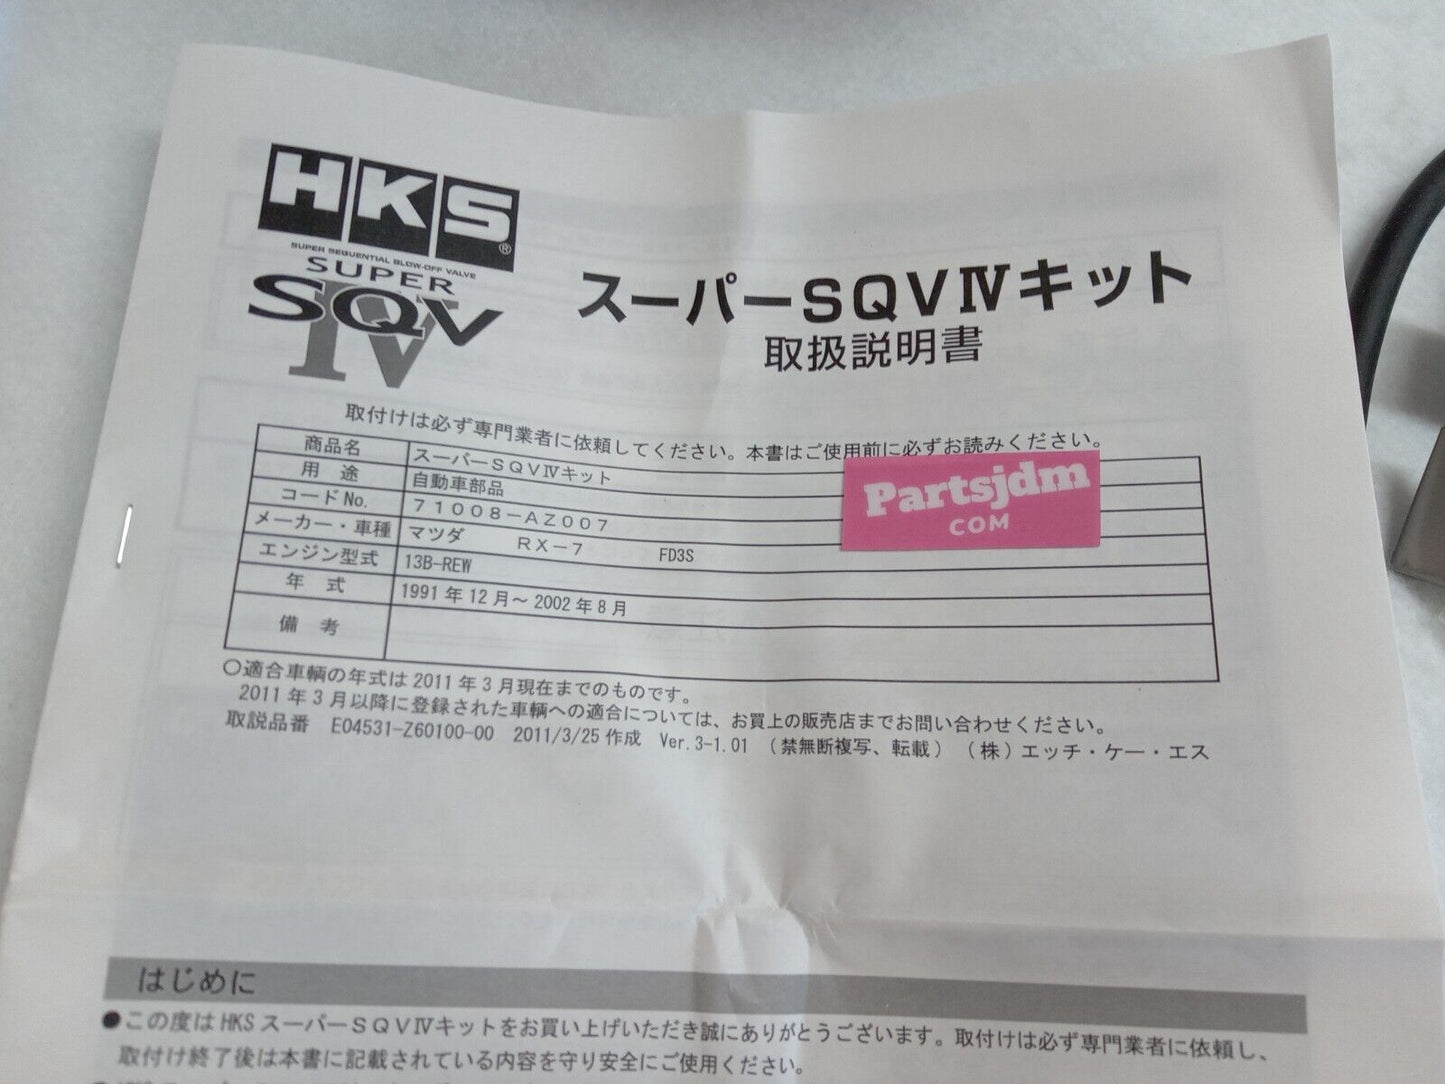 HKS®
SUPER SEQUENTIAL BLOW-OFF VALVE
SUPER
SQV
IV
スーパーSQVⅣキット
取扱説明書
取付けは必ず専門業者に依頼してください。本書はご使用前に必ずお読みください。
商品名 スーパーSQVⅣキット
用 途 自動車部品
コードNo. 71008-AZ007
メーカー・車種 マツダ RX-7 FD3S
エンジン型式 13B-REW
年 式 1991年12月～2002年8月
備 考
Partsjdm
COM
○適合車輌の年式は2011年3月現在までのものです。
2011年3月以降に登録された車輌への適合については、お買上の販売店までお問い合わせください。
取説品番 E04531-Z60100-00 2011/3/25作成 Ver.3-1.01 (禁無断複写、転載) (株)エッチ・ケー・エス
はじめに
●この度はHKSスーパーSQVⅣキットをお買い上げいただき誠にありがとうございます。取付けは必ず専門業者に依頼し、
取付け終了後は本書に記載されている内容を守り安全にご使用ください。